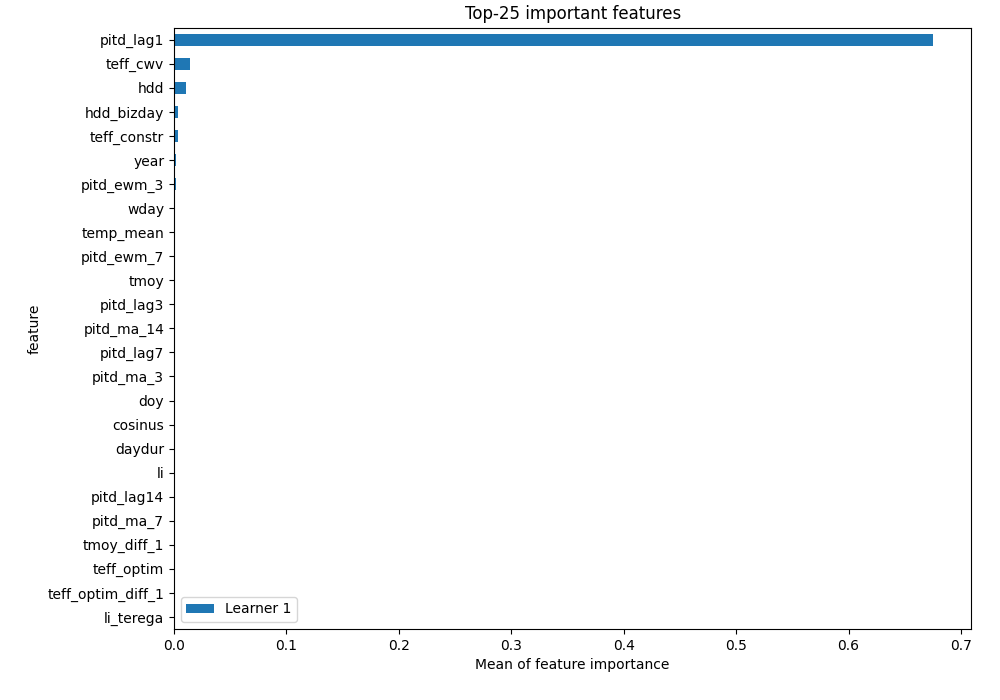 Top-25 important features
pitd_lag1
teff_cwv
hdd
hdd_bizday
teff_constr
year
pitd_ewm_3
wday
temp_mean
pitd_ewm_7
tmoy
pitd_lag3
pitd_ma_14
pitd_lag7
pitd_ma_3
doy
cosinus
daydur
li
pitd_lag14
pitd_ma_7
tmoy_diff_1
teff_optim
teff_optim_diff_1
li_terega
feature
Learner 1
0.0 0.1 0.2 0.3 0.4 0.5 0.6 0.7
Mean of feature importance